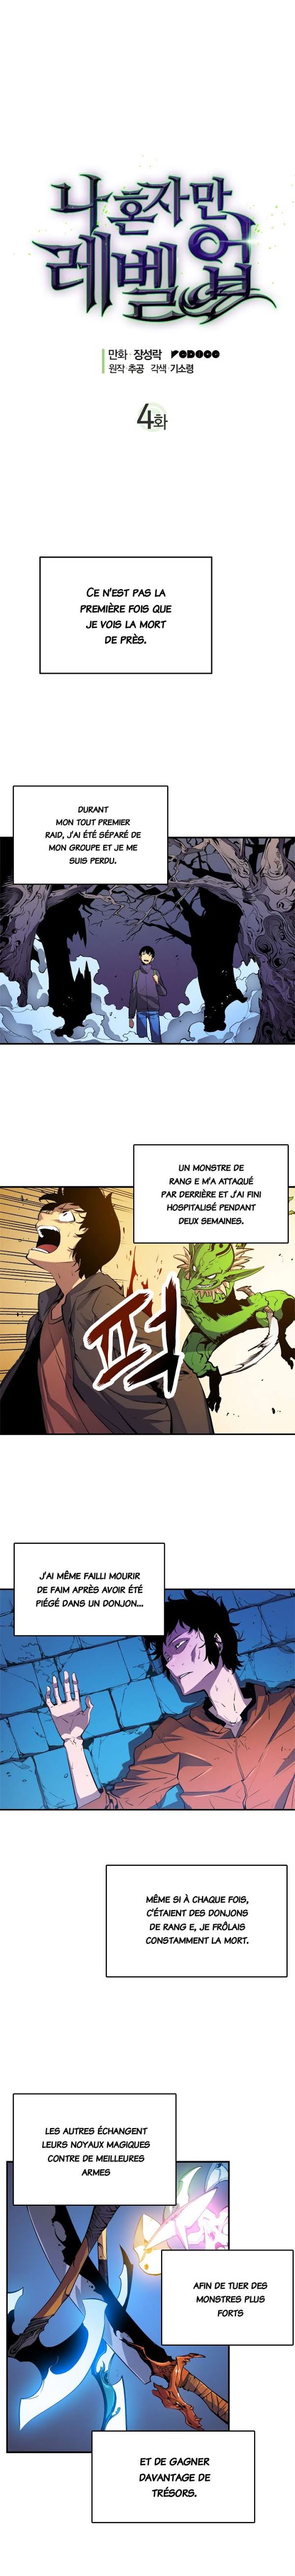 나 혼자만
레벨업
만화·장성락 REDICE
원작·추공 각색·기소령
4화
CE N'EST PAS LA
PREMIÈRE FOIS QUE
JE VOIS LA MORT
DE PRÈS.
DURANT
MON TOUT PREMIER
RAID, J'AI ÉTÉ SÉPARÉ DE
MON GROUPE ET JE ME
SUIS PERDU.
UN MONSTRE DE
RANG E M'A ATTAQUÉ
PAR DERRIÈRE ET J'AI FINI
HOSPITALISÉ PENDANT
DEUX SEMAINES.
퍽
J'AI MÊME FAILLI MOURIR
DE FAIM APRÈS AVOIR ÉTÉ
PIÉGÉ DANS UN DONJON...
MÊME SI À CHAQUE FOIS,
C'ÉTAIENT DES DONJONS
DE RANG E, JE FRÔLAIS
CONSTAMMENT LA MORT.
LES AUTRES ÉCHANGENT
LEURS NOYAUX MAGIQUES
CONTRE DE MEILLEURES
ARMES
AFIN DE TUER DES
MONSTRES PLUS
FORTS
ET DE GAGNER
DAVANTAGE DE
TRÉSORS.